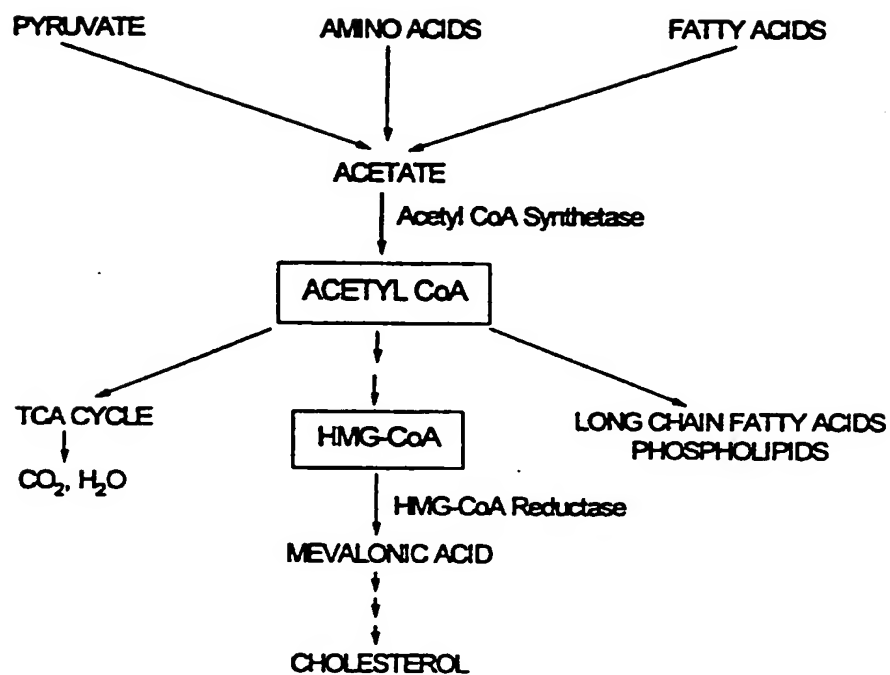 PYRUVATE AMINO ACIDS FATTY ACIDS
ACETATE
Acetyl CoA Synthetase
ACETYL CoA
TCA CYCLE
CO₂, H₂O
HMG-CoA
LONG CHAIN FATTY ACIDS
PHOSPHOLIPIDS
HMG-CoA Reductase
MEVALONIC ACID
CHOLESTEROL